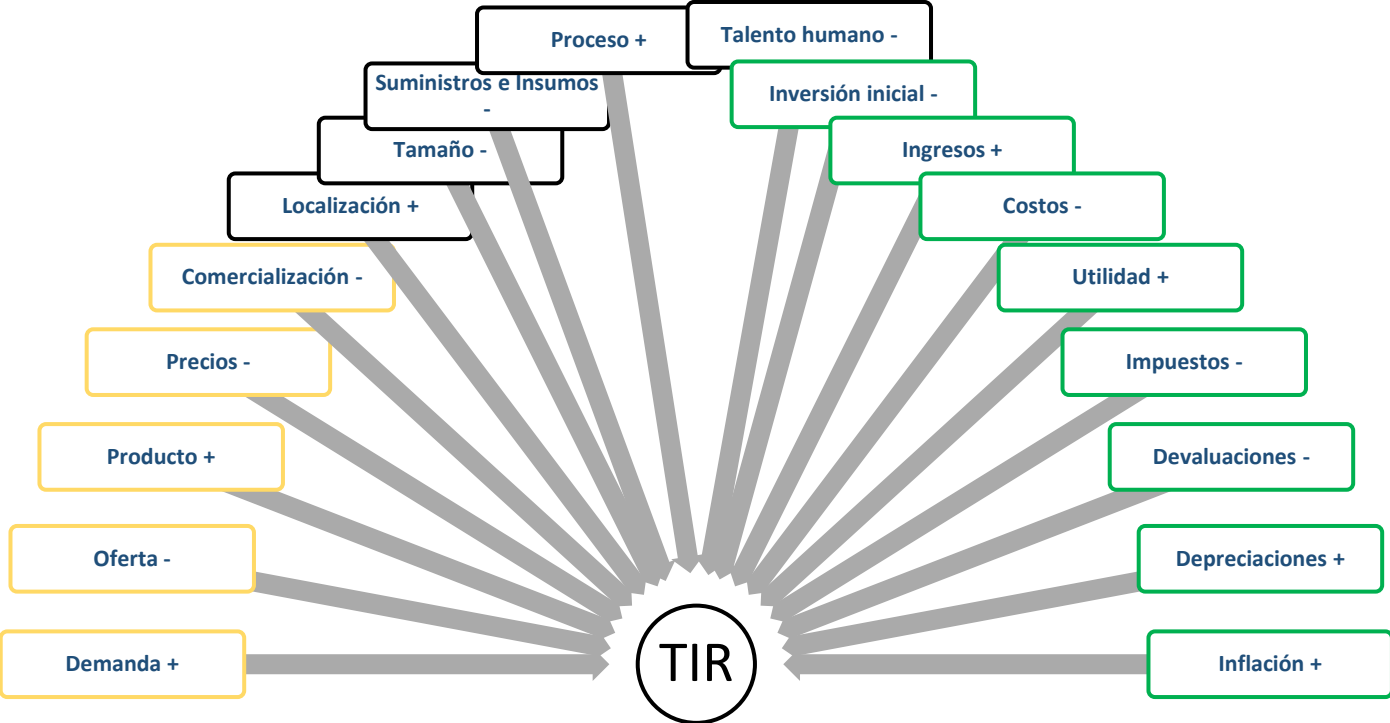 Proceso +
Talento humano -
Suministros e Insumos
-
Inversión inicial -
Tamaño -
Ingresos +
Localización +
Costos -
Comercialización -
Utilidad +
Precios -
Impuestos -
Producto +
Devaluaciones -
Oferta -
Depreciaciones +
Demanda +
TIR
Inflación +